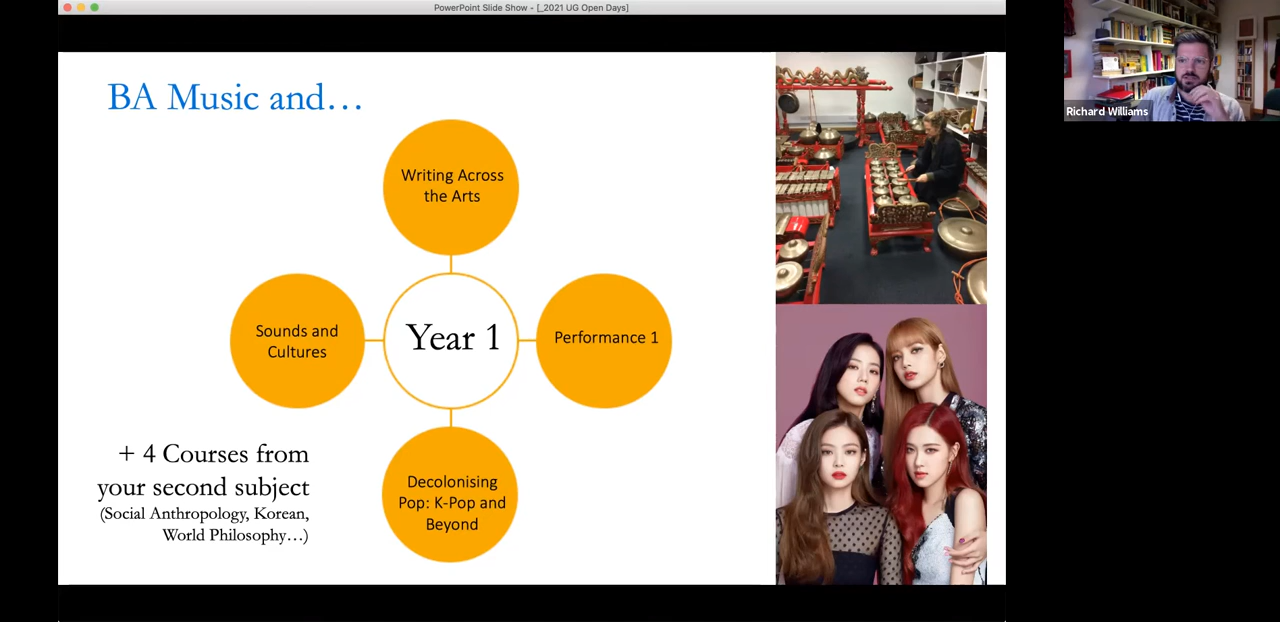 PowerPoint Slide Show - [_2021 UG Open Days]
BA Music and…
Writing Across
the Arts
Sounds and
Cultures
Year 1
Performance 1
Decolonising
Pop: K-Pop and
Beyond
+ 4 Courses from
your second subject
(Social Anthropology, Korean,
World Philosophy…)
Richard Williams